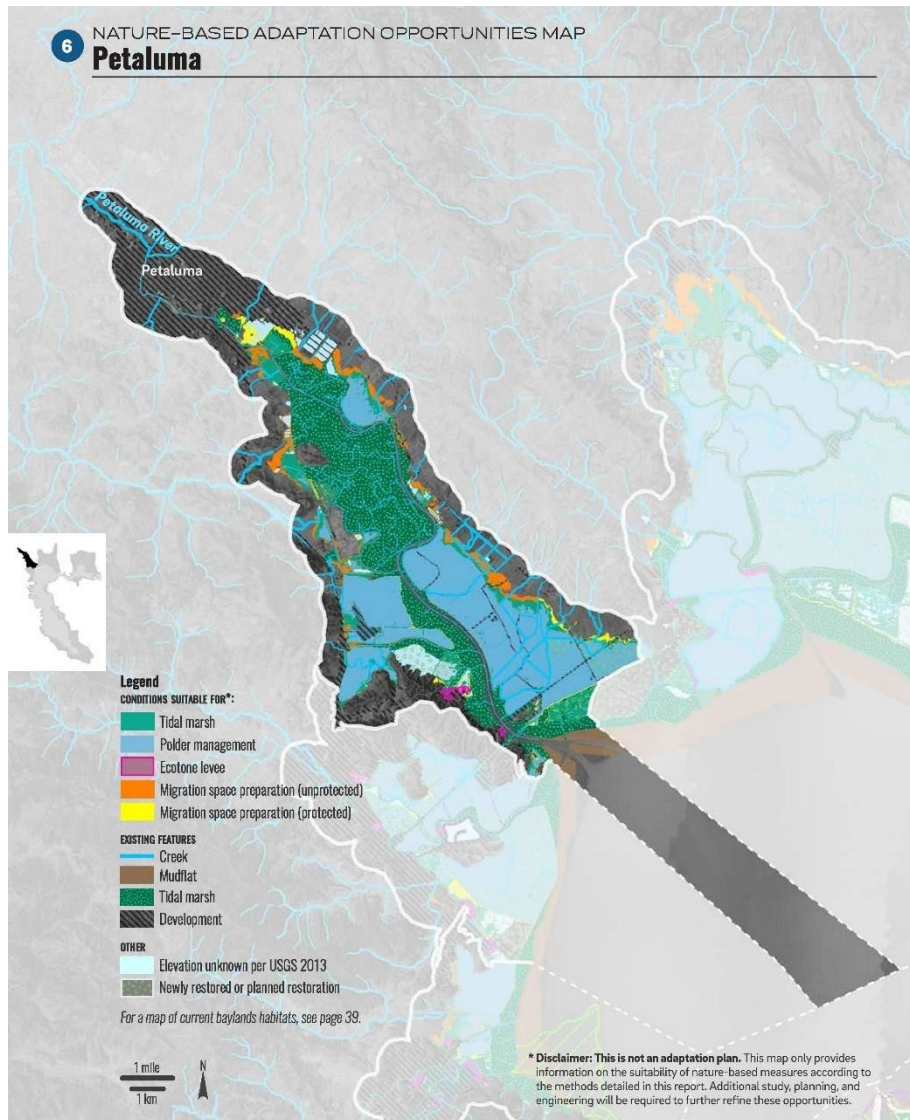 6
NATURE-BASED ADAPTATION OPPORTUNITIES MAP
Petaluma
Petaluma River
Petaluma
Legend
CONDITIONS SUITABLE FOR*:
Tidal marsh
Polder management
Ecotone levee
Migration space preparation (unprotected)
Migration space preparation (protected)
EXISTING FEATURES
Creek
Mudflat
Tidal marsh
Development
OTHER
Elevation unknown per USGS 2013
Newly restored or planned restoration
For a map of current baylands habitats, see page 39.
1 mile
1 km
N
* Disclaimer: This is not an adaptation plan. This map only provides
information on the suitability of nature-based measures according to
the methods detailed in this report. Additional study, planning, and
engineering will be required to further refine these opportunities.